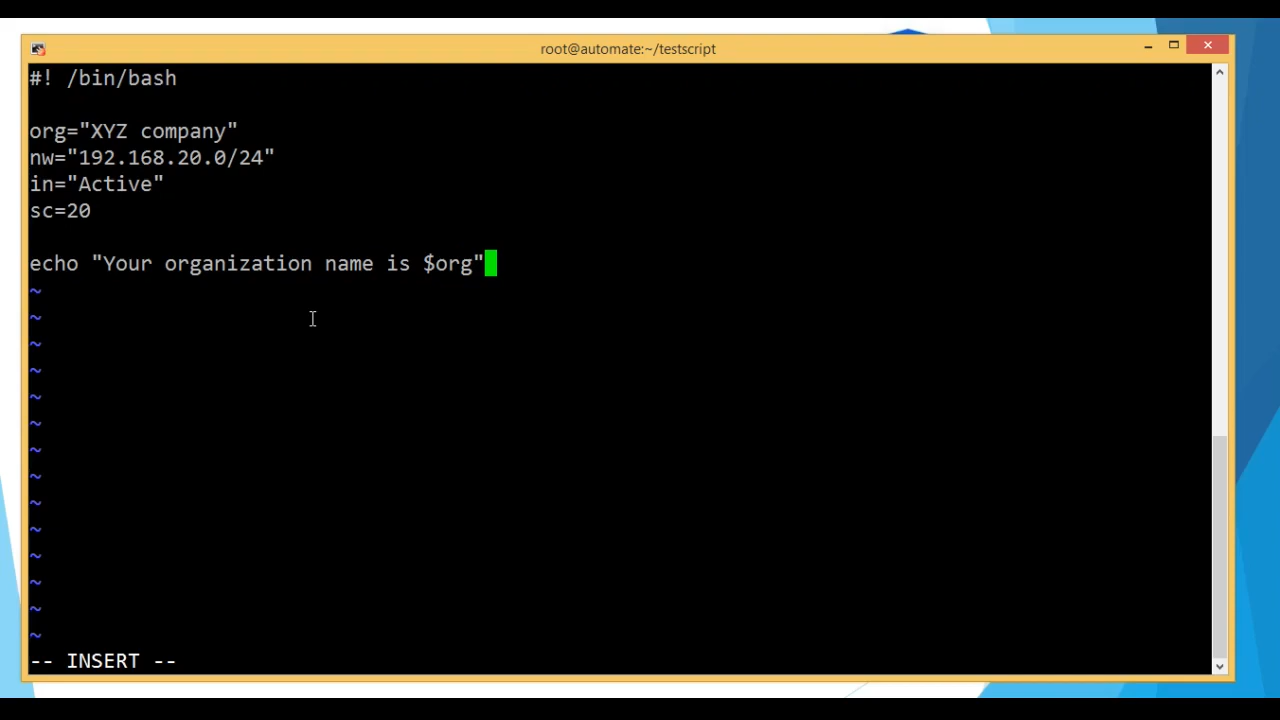 root@automate:~/testscript
#! /bin/bash
org="XYZ company"
nw="192.168.20.0/24"
in="Active"
sc=20
echo "Your organization name is $org"
~
~
~
~
~
~
~
~
~
~
~
~
~
~
-- INSERT --